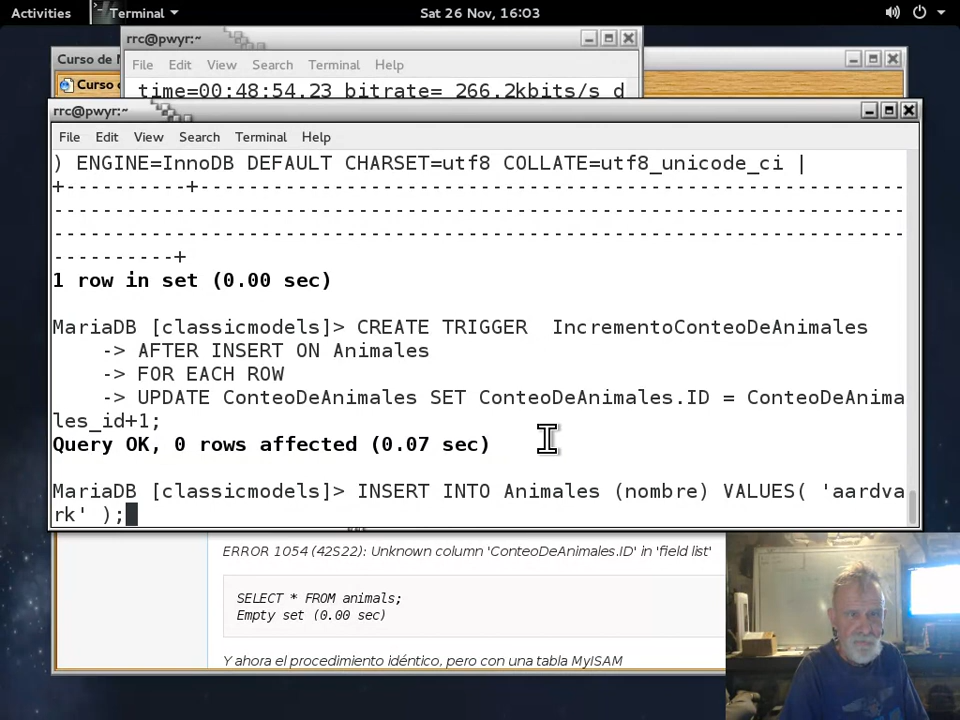 Activities Terminal Sat 26 Nov, 16:03
rrc@pwyr:~
Curso de
File Edit View Search Terminal Help
Curso
time=00:48:54.23 bitrate= 266.2kbits/s d
rrc@pwyr:~
File Edit View Search Terminal Help
) ENGINE=InnoDB DEFAULT CHARSET=utf8 COLLATE=utf8_unicode_ci |
+----------+----------------------------------------------------------
----------------------------------------------------------------------
----------------------------------------------------------------------
----------+
1 row in set (0.00 sec)
MariaDB [classicmodels]> CREATE TRIGGER  IncrementoConteoDeAnimales
    -> AFTER INSERT ON Animales
    -> FOR EACH ROW
    -> UPDATE ConteoDeAnimales SET ConteoDeAnimales.ID = ConteoDeAnima
les_id+1;
Query OK, 0 rows affected (0.07 sec)
MariaDB [classicmodels]> INSERT INTO Animales (nombre) VALUES( 'aardva
rk' );
ERROR 1054 (42S22): Unknown column 'ConteoDeAnimales.ID' in 'field list'
SELECT * FROM animals;
Empty set (0.00 sec)
Y ahora el procedimiento idéntico, pero con una tabla MyISAM